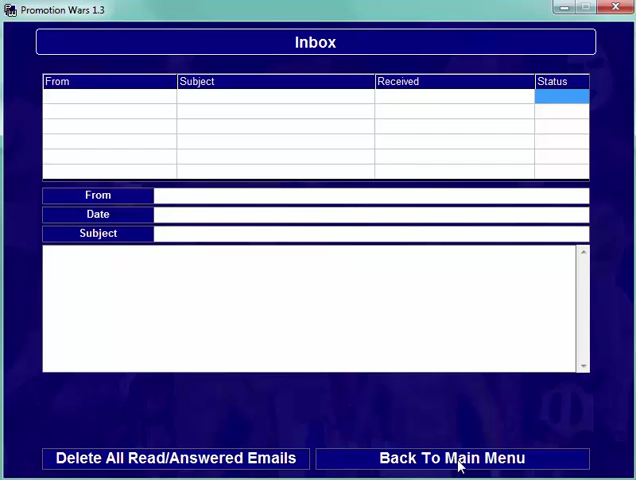 Promotion Wars 1.3
Inbox
From Subject Received Status
From
Date
Subject
Delete All Read/Answered Emails Back To Main Menu